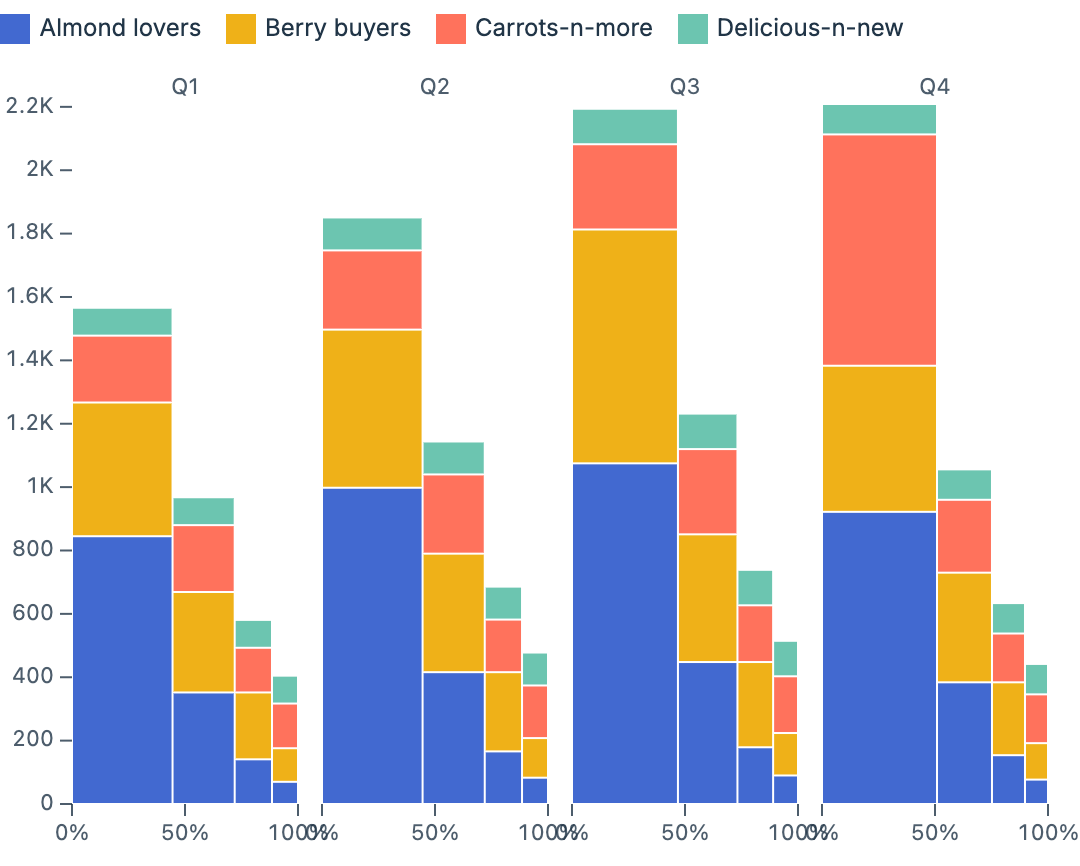 Almond lovers Berry buyers Carrots-n-more Delicious-n-new
Q1 Q2 Q3 Q4
2.2K
2K
1.8K
1.6K
1.4K
1.2K
1K
800
600
400
200
0
0% 50% 100% 0% 50% 100% 0% 50% 100% 0% 50% 100%